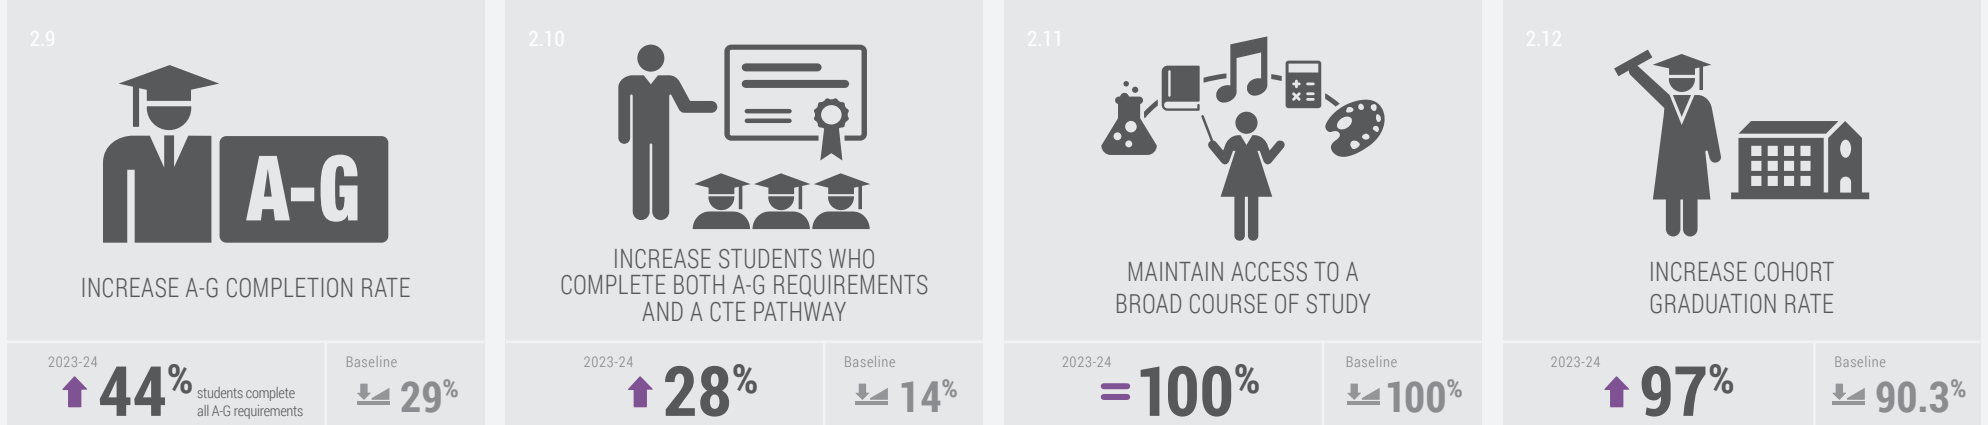 2.9
A-G
INCREASE A-G COMPLETION RATE
2023-24
44%
students complete
all A-G requirements
Baseline
29%
2.10
INCREASE STUDENTS WHO
COMPLETE BOTH A-G REQUIREMENTS
AND A CTE PATHWAY
2023-24
28%
Baseline
14%
2.11
MAINTAIN ACCESS TO A
BROAD COURSE OF STUDY
2023-24
=100%
Baseline
100%
2.12
INCREASE COHORT
GRADUATION RATE
2023-24
97%
Baseline
90.3%